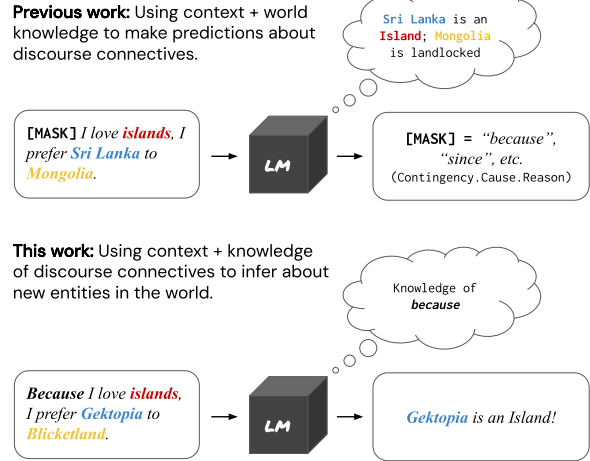 Previous work: Using context + world
knowledge to make predictions about
discourse connectives.
Sri Lanka is an
Island; Mongolia
is landlocked
[MASK] I love islands, I
prefer Sri Lanka to
Mongolia.
LM
[MASK] = “because”,
“since”, etc.
(Contingency.Cause.Reason)
This work: Using context + knowledge
of discourse connectives to infer about
new entities in the world.
Knowledge of
because
Because I love islands,
I prefer Gektopia to
Blicketland.
LM
Gektopia is an Island!